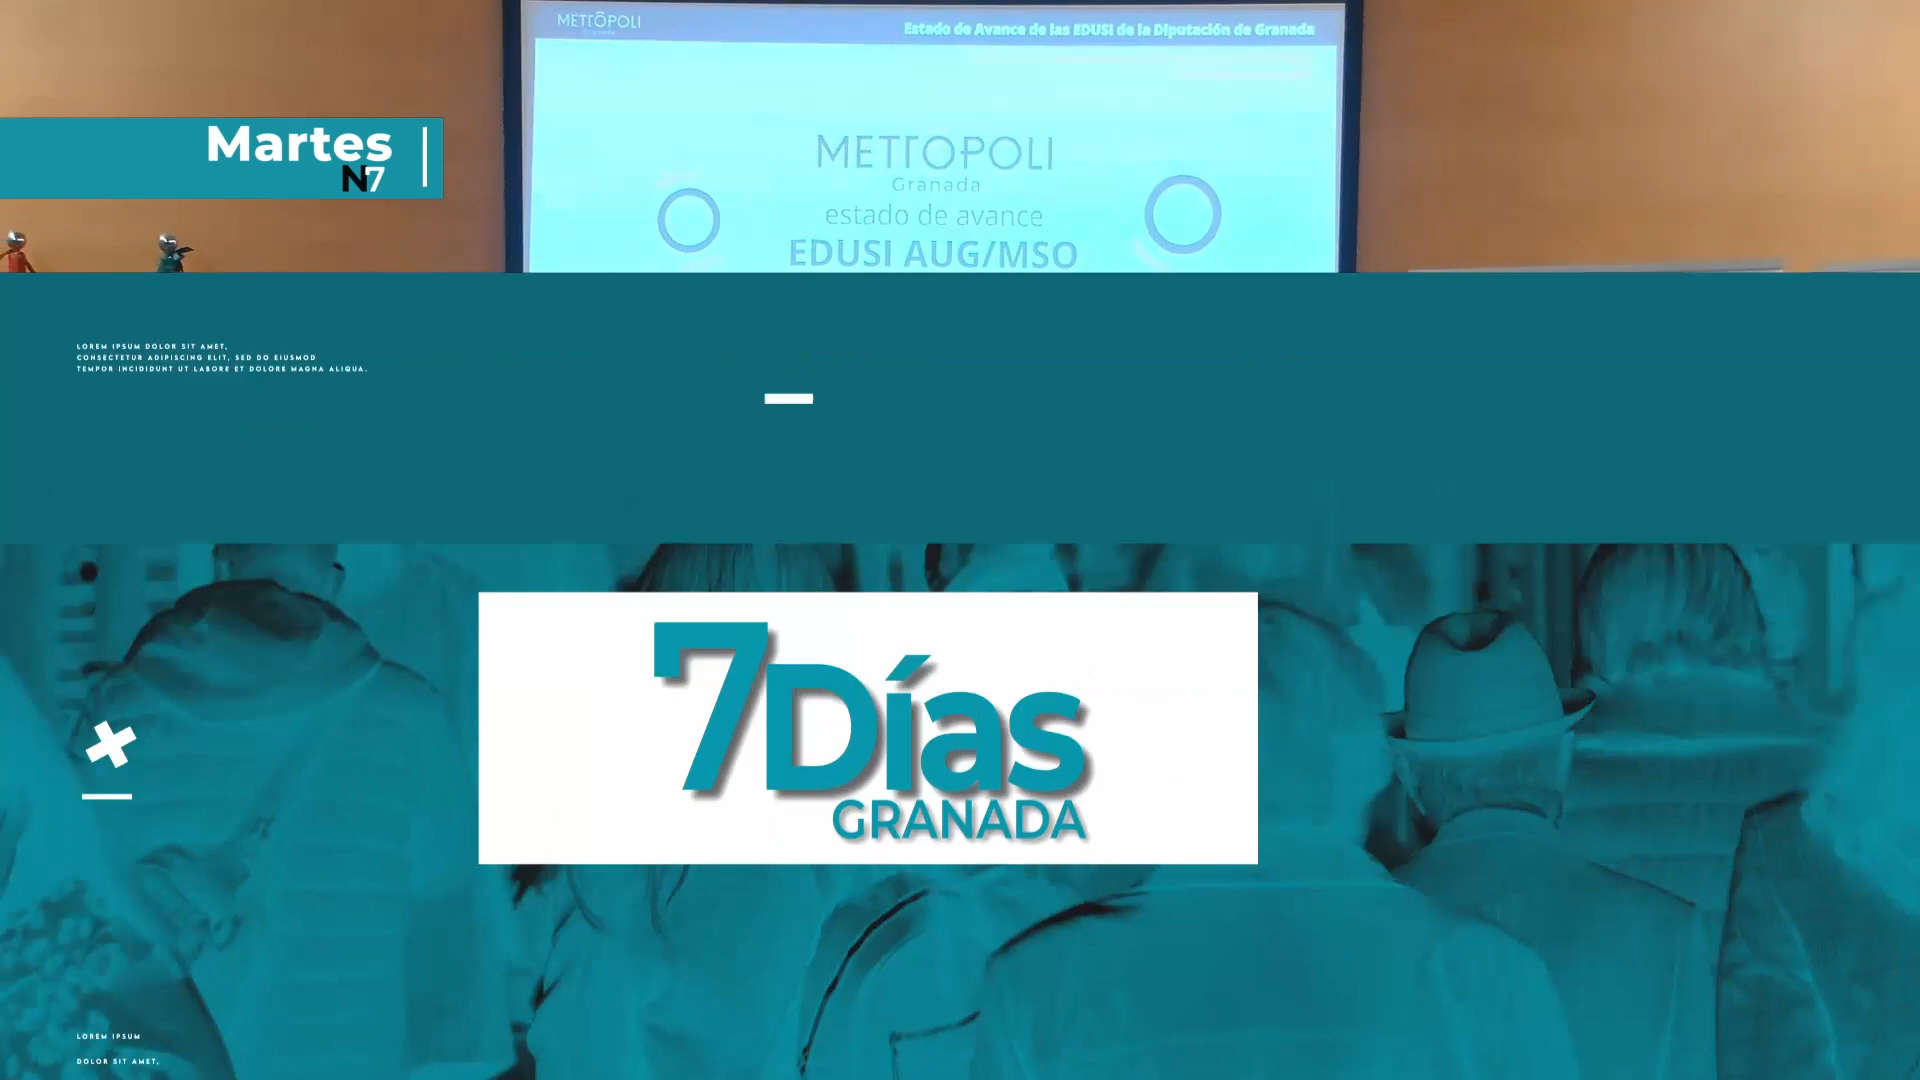 METROPOLI
Estado de Avance de las EDUSI de la Diputación de Granada
Martes
N7
METROPOLI
Granada
estado de avance
EDUSI AUG/MSO
LOREM IPSUM DOLOR SIT AMET,
CONSECTETUR ADIPISCING ELIT, SED DO EIUSMOD
TEMPOR INCIDIDUNT UT LABORE ET DOLORE MAGNA ALIQUA.
7Días
GRANADA
LOREM IPSUM
DOLOR SIT AMET,